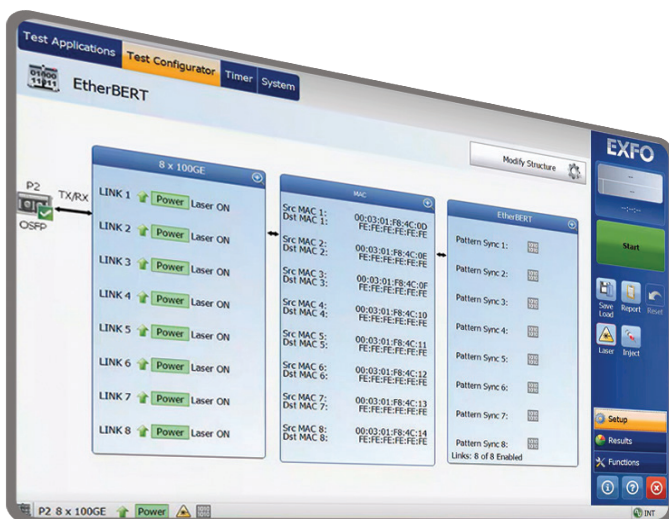 Test Applications
Test Configurator
Timer
System
01000
11011
EtherBERT
Modify Structure
P2
TX/RX
OSFP
8 x 100GE
LINK 1 Power Laser ON
LINK 2 Power Laser ON
LINK 3 Power Laser ON
LINK 4 Power Laser ON
LINK 5 Power Laser ON
LINK 6 Power Laser ON
LINK 7 Power Laser ON
LINK 8 Power Laser ON
MAC
Src MAC 1: 00:03:01:F8:4C:0D
Dst MAC 1: FE:FE:FE:FE:FE:FE
Src MAC 2: 00:03:01:F8:4C:0E
Dst MAC 2: FE:FE:FE:FE:FE:FE
Src MAC 3: 00:03:01:F8:4C:0F
Dst MAC 3: FE:FE:FE:FE:FE:FE
Src MAC 4: 00:03:01:F8:4C:10
Dst MAC 4: FE:FE:FE:FE:FE:FE
Src MAC 5: 00:03:01:F8:4C:11
Dst MAC 5: FE:FE:FE:FE:FE:FE
Src MAC 6: 00:03:01:F8:4C:12
Dst MAC 6: FE:FE:FE:FE:FE:FE
Src MAC 7: 00:03:01:F8:4C:13
Dst MAC 7: FE:FE:FE:FE:FE:FE
Src MAC 8: 00:03:01:F8:4C:14
Dst MAC 8: FE:FE:FE:FE:FE:FE
EtherBERT
Pattern Sync 1:
Pattern Sync 2:
Pattern Sync 3:
Pattern Sync 4:
Pattern Sync 5:
Pattern Sync 6:
Pattern Sync 7:
Pattern Sync 8:
Links: 8 of 8 Enabled
EXFO
--
--
--:--:--
Start
Save
Load
Report
Reset
Laser
Inject
Setup
Results
Functions
P2 8 x 100GE Power
INT